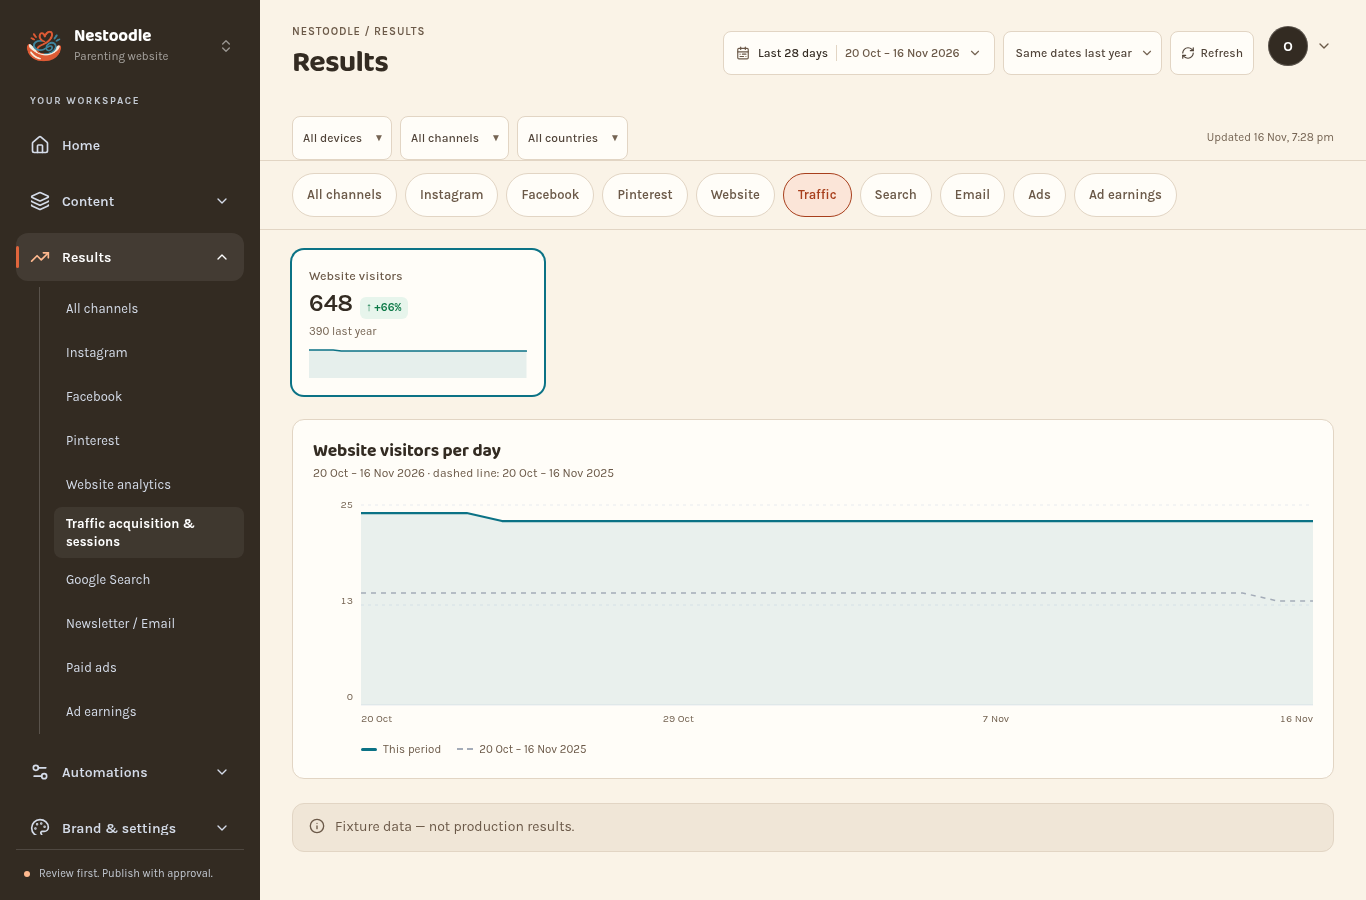 Nestoodle
Parenting website
YOUR WORKSPACE
Home
Content
Results
All channels
Instagram
Facebook
Pinterest
Website analytics
Traffic acquisition &
sessions
Google Search
Newsletter / Email
Paid ads
Ad earnings
Automations
Brand & settings
Review first. Publish with approval.
NESTOODLE / RESULTS
Results
Last 28 days 20 Oct – 16 Nov 2026
Same dates last year
Refresh
O
All devices
All channels
All countries
Updated 16 Nov, 7:28 pm
All channels
Instagram
Facebook
Pinterest
Website
Traffic
Search
Email
Ads
Ad earnings
Website visitors
648 ↑ +66%
390 last year
Website visitors per day
20 Oct – 16 Nov 2026 · dashed line: 20 Oct – 16 Nov 2025
25
13
0
20 Oct 29 Oct 7 Nov 16 Nov
This period 20 Oct – 16 Nov 2025
Fixture data — not production results.